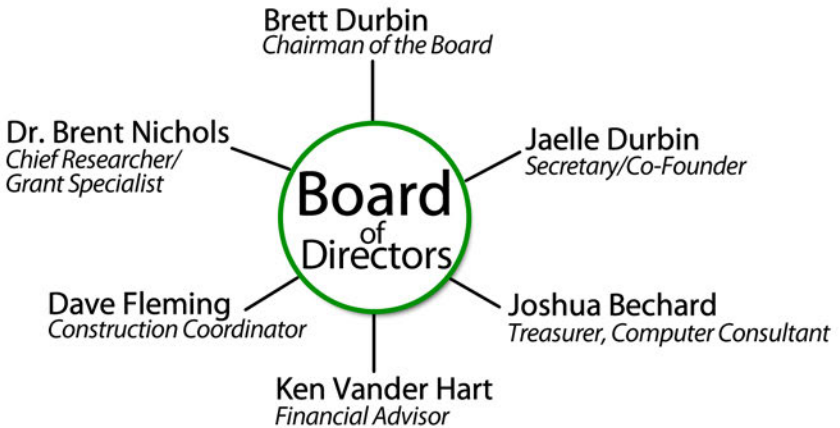 Brett Durbin
Chairman of the Board
Dr. Brent Nichols
Chief Researcher/
Grant Specialist
Jaelle Durbin
Secretary/Co-Founder
Board
of
Directors
Dave Fleming
Construction Coordinator
Joshua Bechard
Treasurer, Computer Consultant
Ken Vander Hart
Financial Advisor